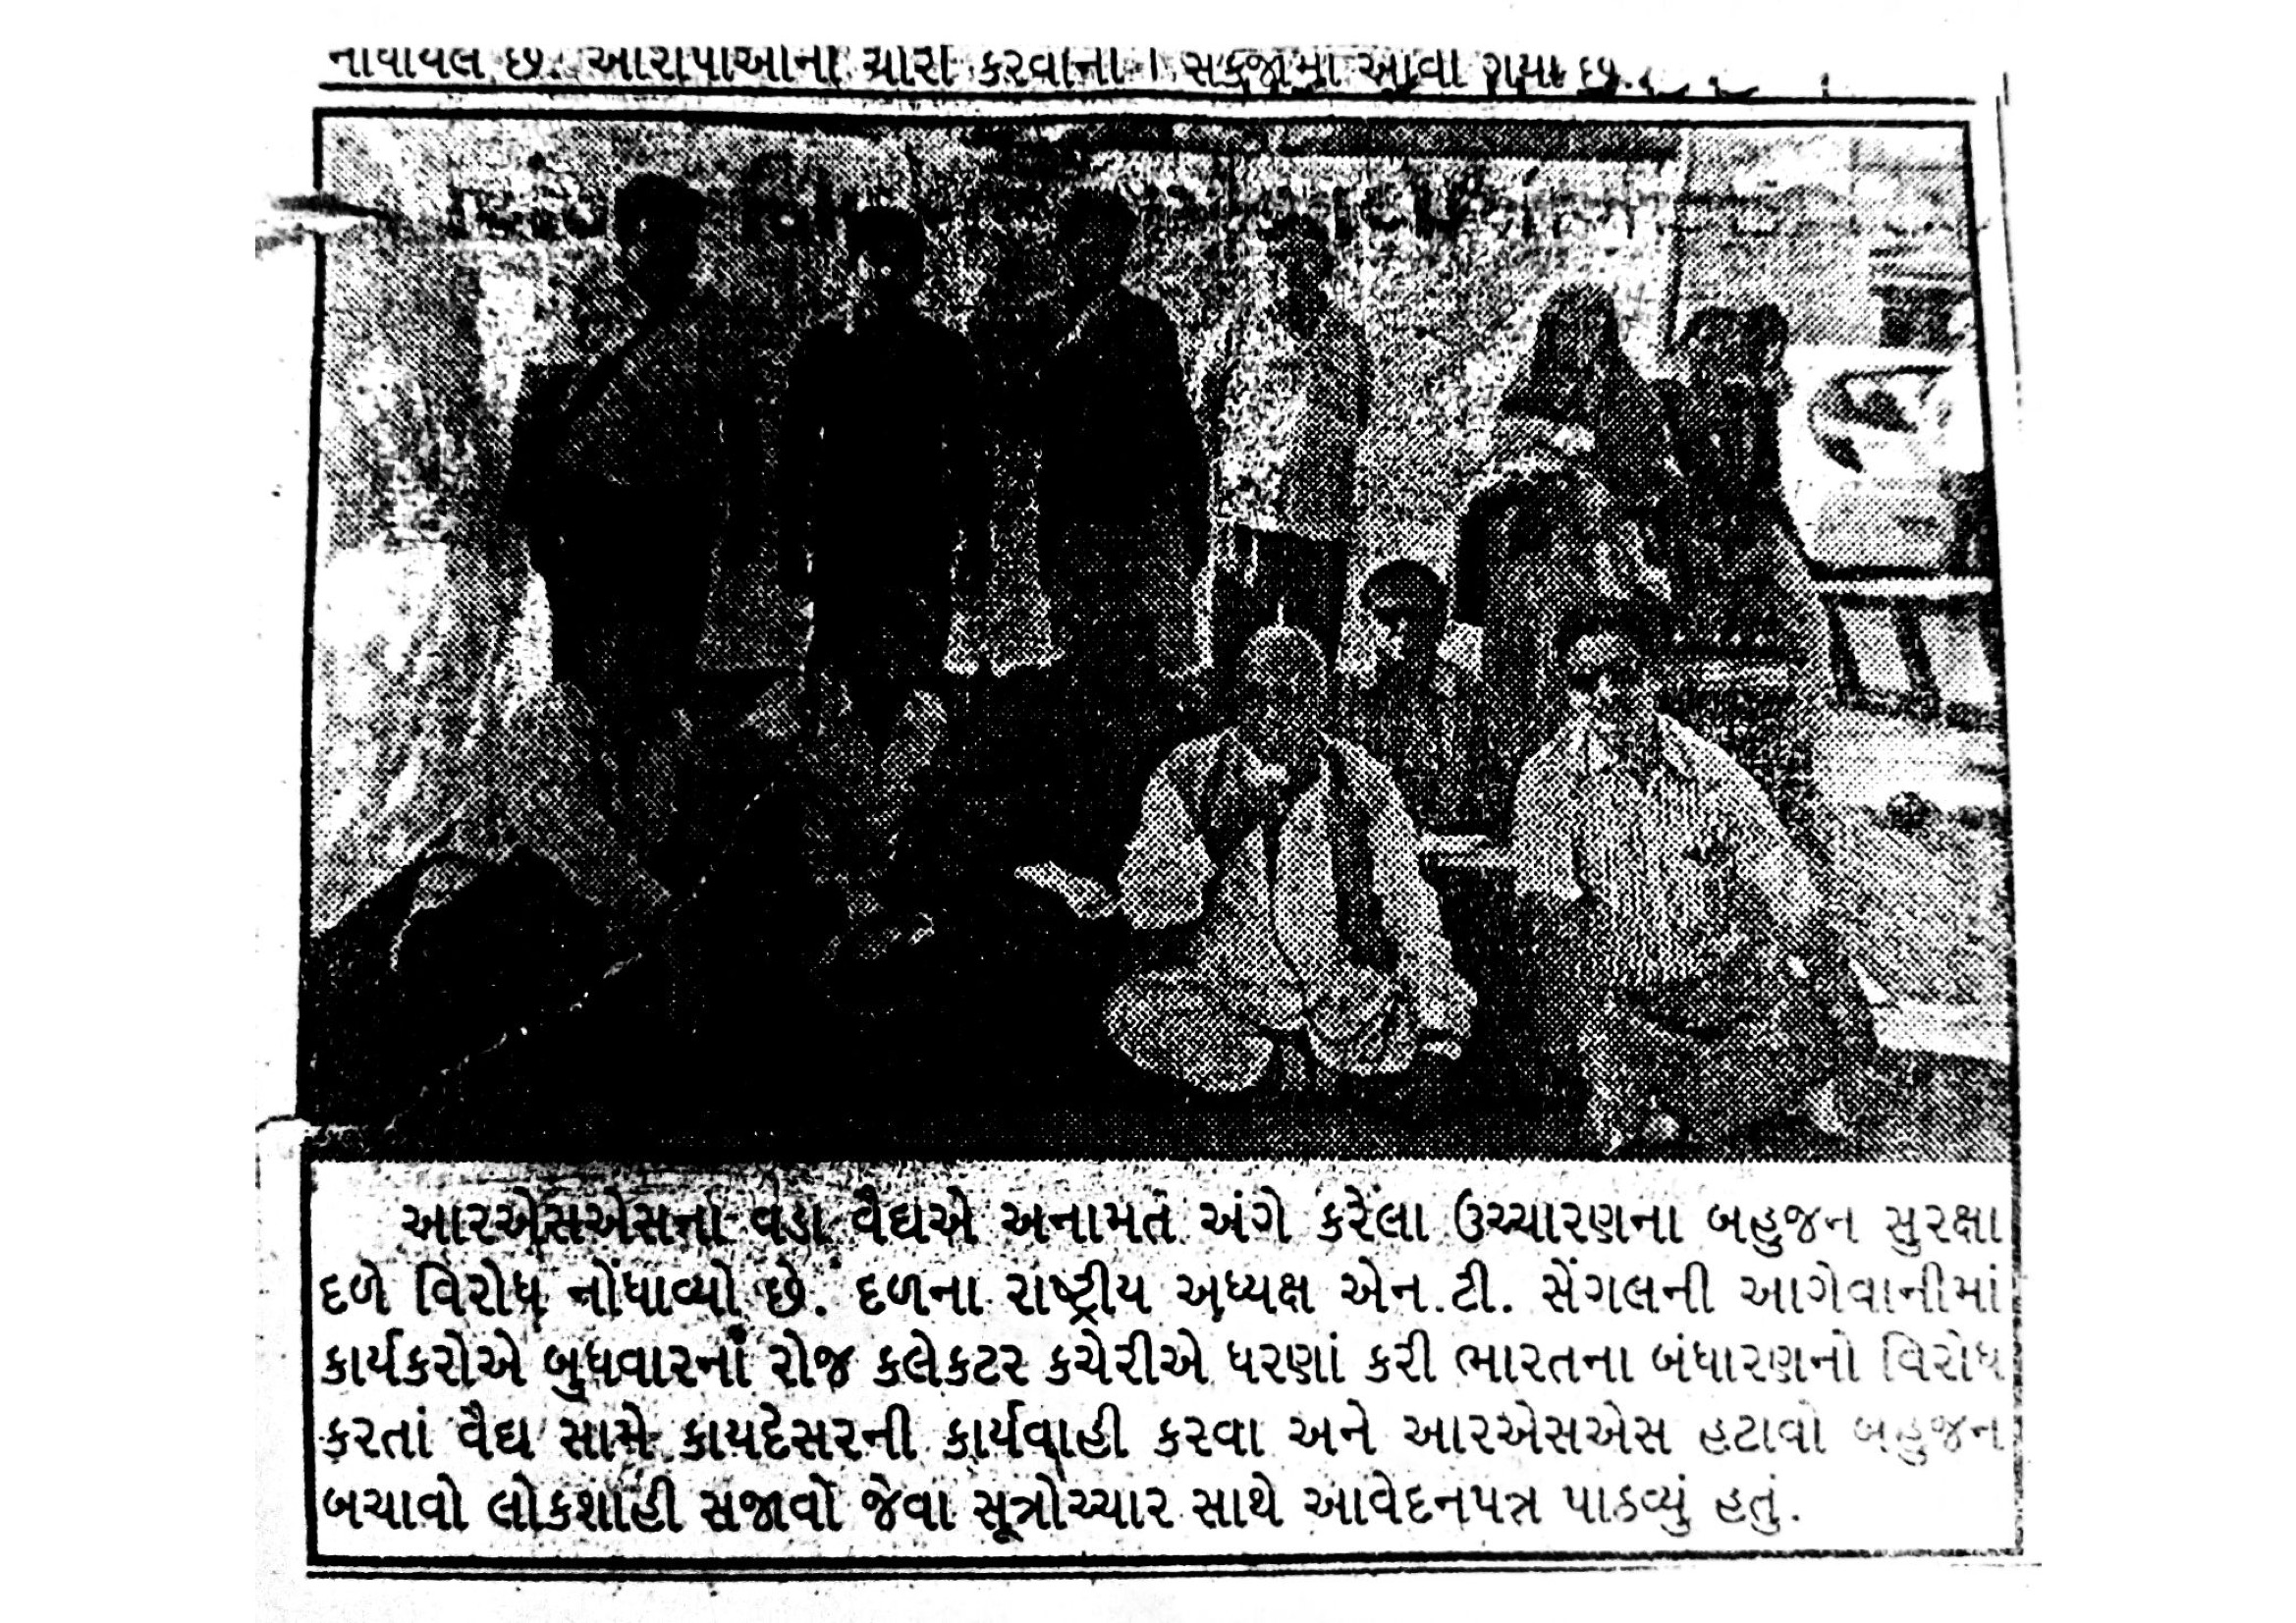 નોંધાયેલ છે. આરોપીઓની ચોરી કરવાના સકંજામાં આવી ગયા છે.
આરએસએસના વડા વૈદ્યએ અનામત અંગે કરેલા ઉચ્ચારણના બહુજન સુરક્ષા
દળે વિરોધ નોંધાવ્યો છે. દળના રાષ્ટ્રીય અધ્યક્ષ એન.ટી. સેંગલની આગેવાનીમાં
કાર્યકરોએ બુધવારનાં રોજ કલેકટર કચેરીએ ધરણાં કરી ભારતના બંધારણનો વિરોધ
કરતાં વૈદ્ય સામે કાયદેસરની કાર્યવાહી કરવા અને આરએસએસ હટાવો બહુજન
બચાવો લોકશાહી સજાવો જેવા સૂત્રોચ્ચાર સાથે આવેદનપત્ર પાઠવ્યું હતું.